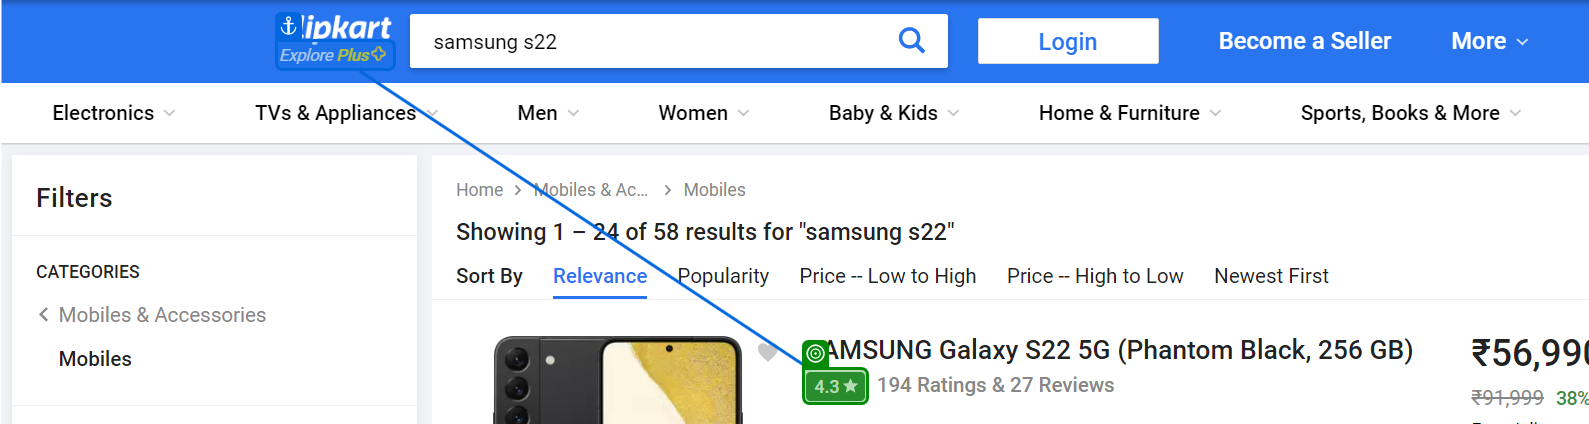 lipkart
Explore Plus
samsung s22
Login
Become a Seller
More
Electronics
TVs & Appliances
Men
Women
Baby & Kids
Home & Furniture
Sports, Books & More
Filters
CATEGORIES
Mobiles & Accessories
Mobiles
Home > Mobiles & Ac... > Mobiles
Showing 1 – 24 of 58 results for "samsung s22"
Sort By Relevance Popularity Price -- Low to High Price -- High to Low Newest First
AMSUNG Galaxy S22 5G (Phantom Black, 256 GB)
4.3★ 194 Ratings & 27 Reviews
₹56,990
₹91,999 38%